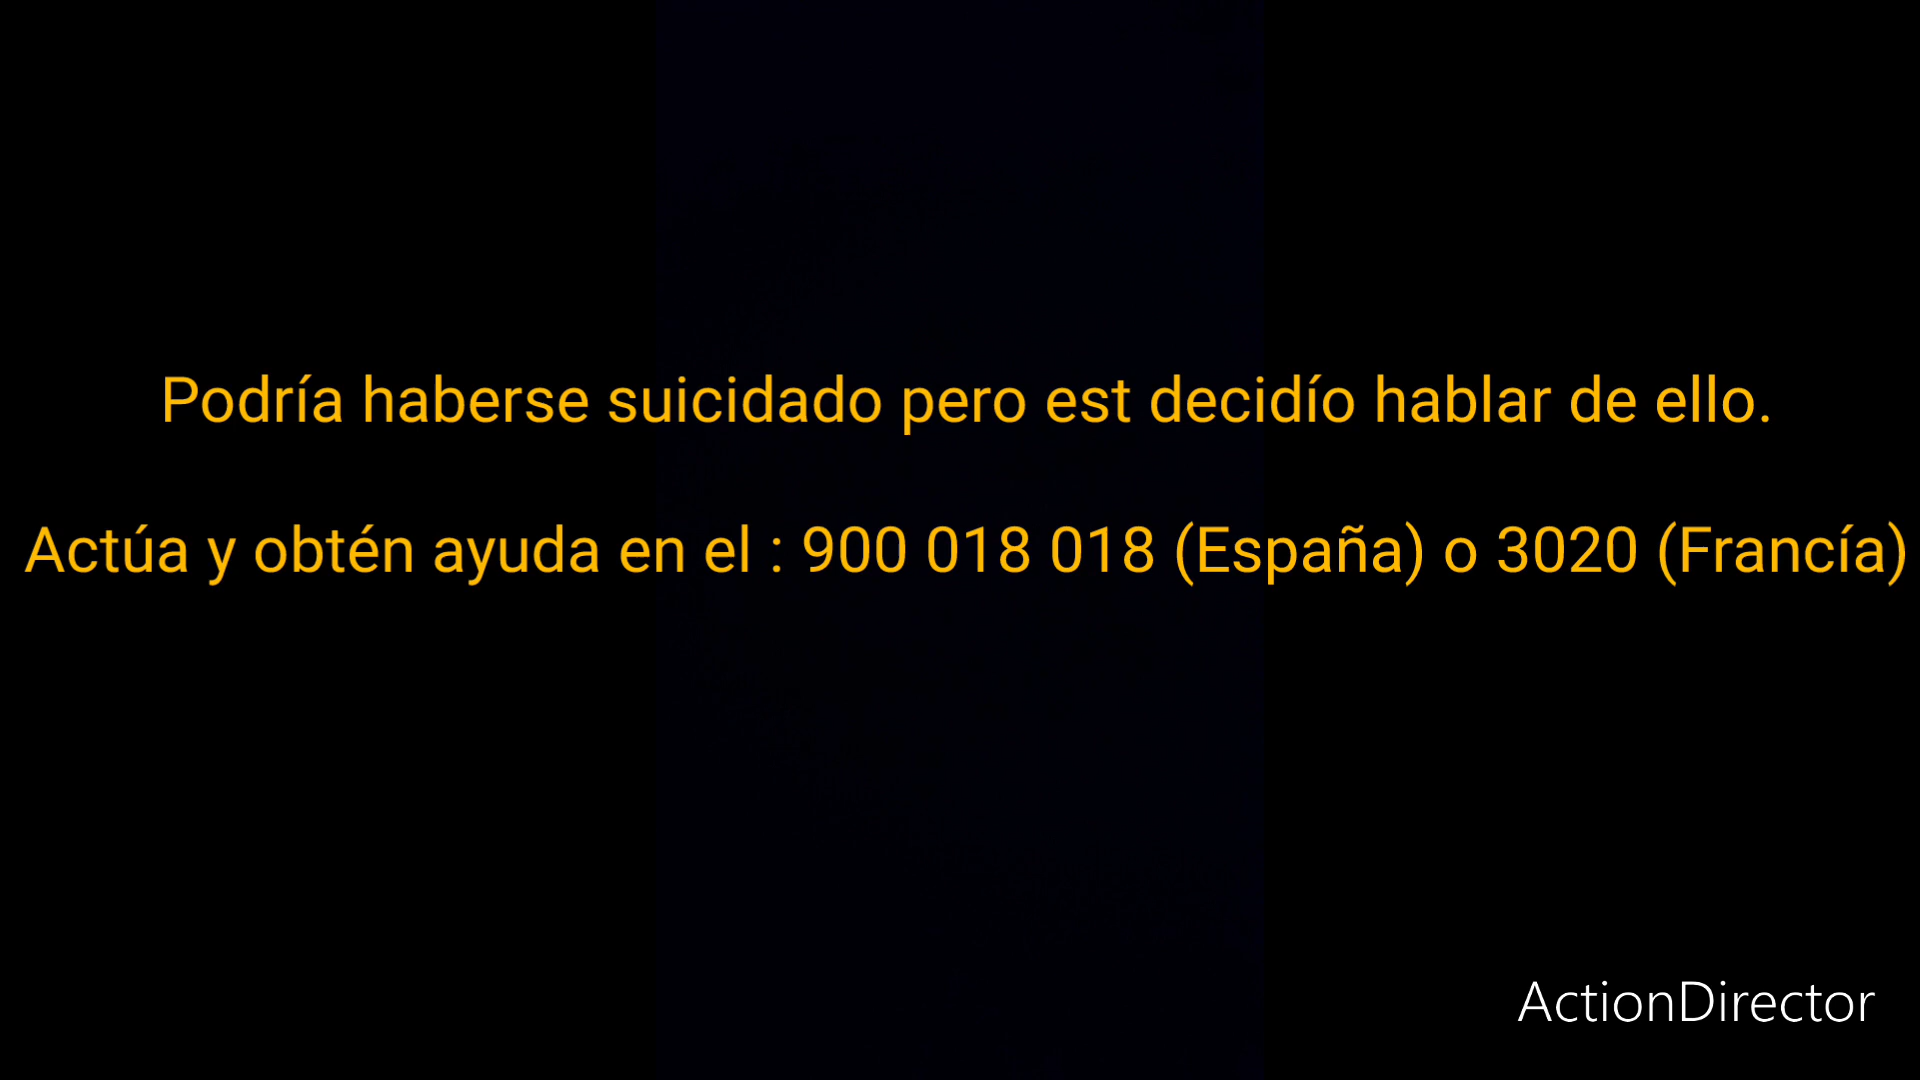 Podría haberse suicidado pero est decidío hablar de ello.
Actúa y obtén ayuda en el : 900 018 018 (España) o 3020 (Francía)
ActionDirector